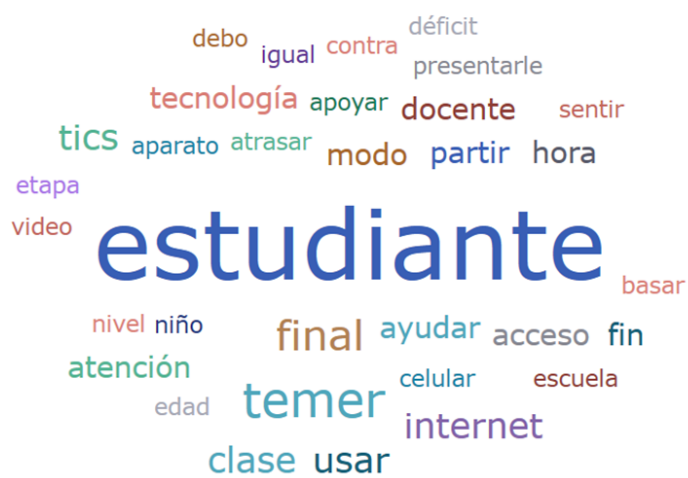 déficit
debo igual contra
presentarle
tecnología apoyar docente sentir
tics aparato atrasar modo partir hora
etapa
video
estudiante
basar
nivel niño final ayudar acceso fin
atención celular escuela
edad temer internet
clase usar